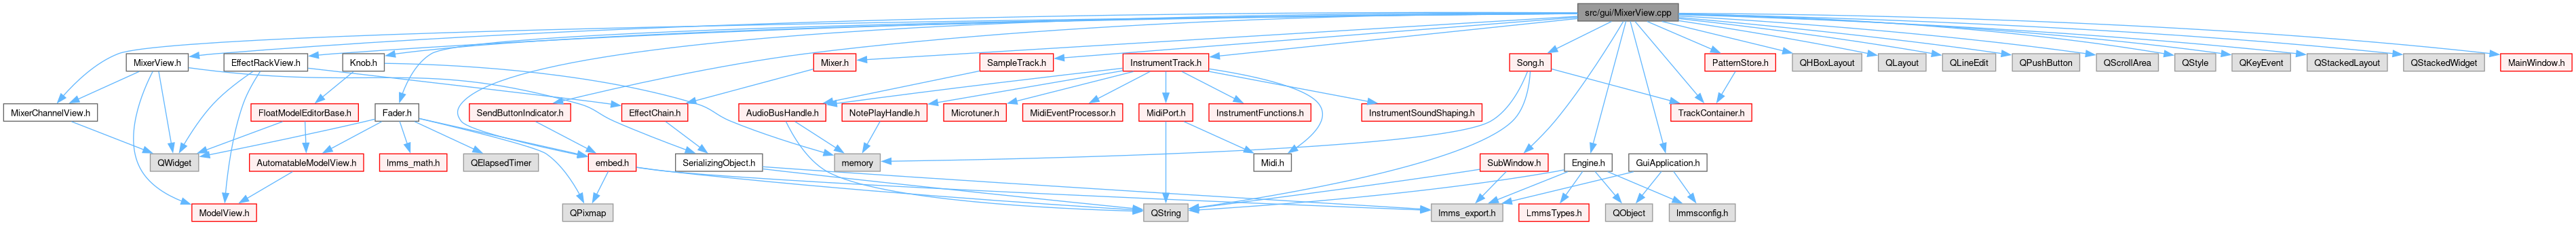 src/gui/MixerView.cpp
MixerView.h
EffectRackView.h
Knob.h
Mixer.h
SampleTrack.h
InstrumentTrack.h
Song.h
PatternStore.h
QHBoxLayout
QLayout
QLineEdit
QPushButton
QScrollArea
QStyle
QKeyEvent
QStackedLayout
QStackedWidget
MainWindow.h
MixerChannelView.h
FloatModelEditorBase.h
Fader.h
SendButtonIndicator.h
EffectChain.h
AudioBusHandle.h
NotePlayHandle.h
Microtuner.h
MidiEventProcessor.h
MidiPort.h
InstrumentFunctions.h
InstrumentSoundShaping.h
TrackContainer.h
QWidget
AutomatableModelView.h
lmms_math.h
QElapsedTimer
embed.h
SerializingObject.h
memory
Midi.h
SubWindow.h
Engine.h
GuiApplication.h
ModelView.h
QPixmap
QString
lmms_export.h
LmmsTypes.h
QObject
lmmsconfig.h